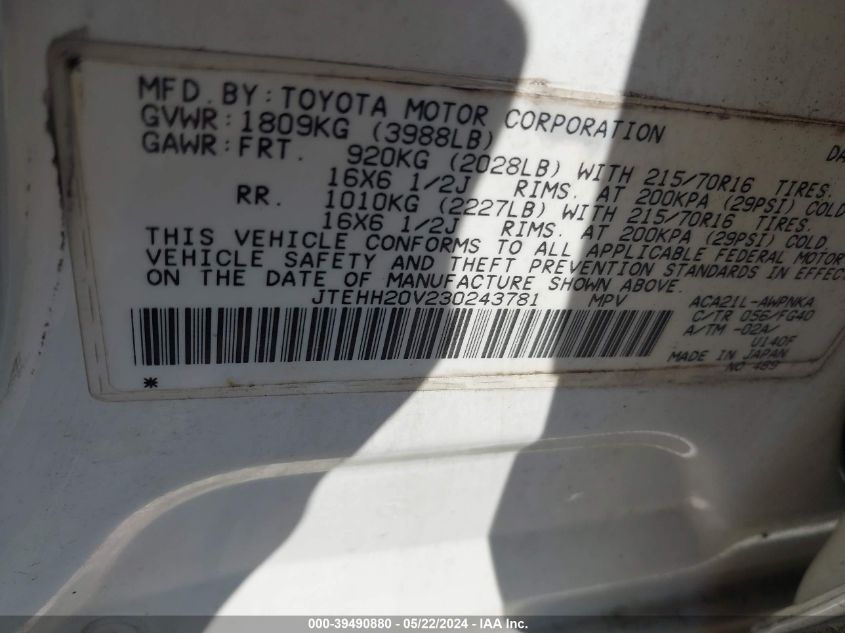 MFD. BY: TOYOTA MOTOR CORPORATION DA
GVWR: 1809KG (3988LB)
GAWR: FRT. 920KG (2028LB) WITH 215/70R16 TIRES.
16X6 1/2J RIMS. AT 200KPA (29PSI) COLD
RR. 1010KG (2227LB) WITH 215/70R16 TIRES.
16X6 1/2J RIMS. AT 200KPA (29PSI) COLD.
THIS VEHICLE CONFORMS TO ALL APPLICABLE FEDERAL MOTOR
VEHICLE SAFETY AND THEFT PREVENTION STANDARDS IN EFFEC
ON THE DATE OF MANUFACTURE SHOWN ABOVE.
JTEHH20V230243781 MPV ACA21L-AWPNKA
C/TR 056/FG40
A/TM -02A/
U140F
MADE IN JAPAN
NO 489
*
000-39490880 - 05/22/2024 - IAA Inc.